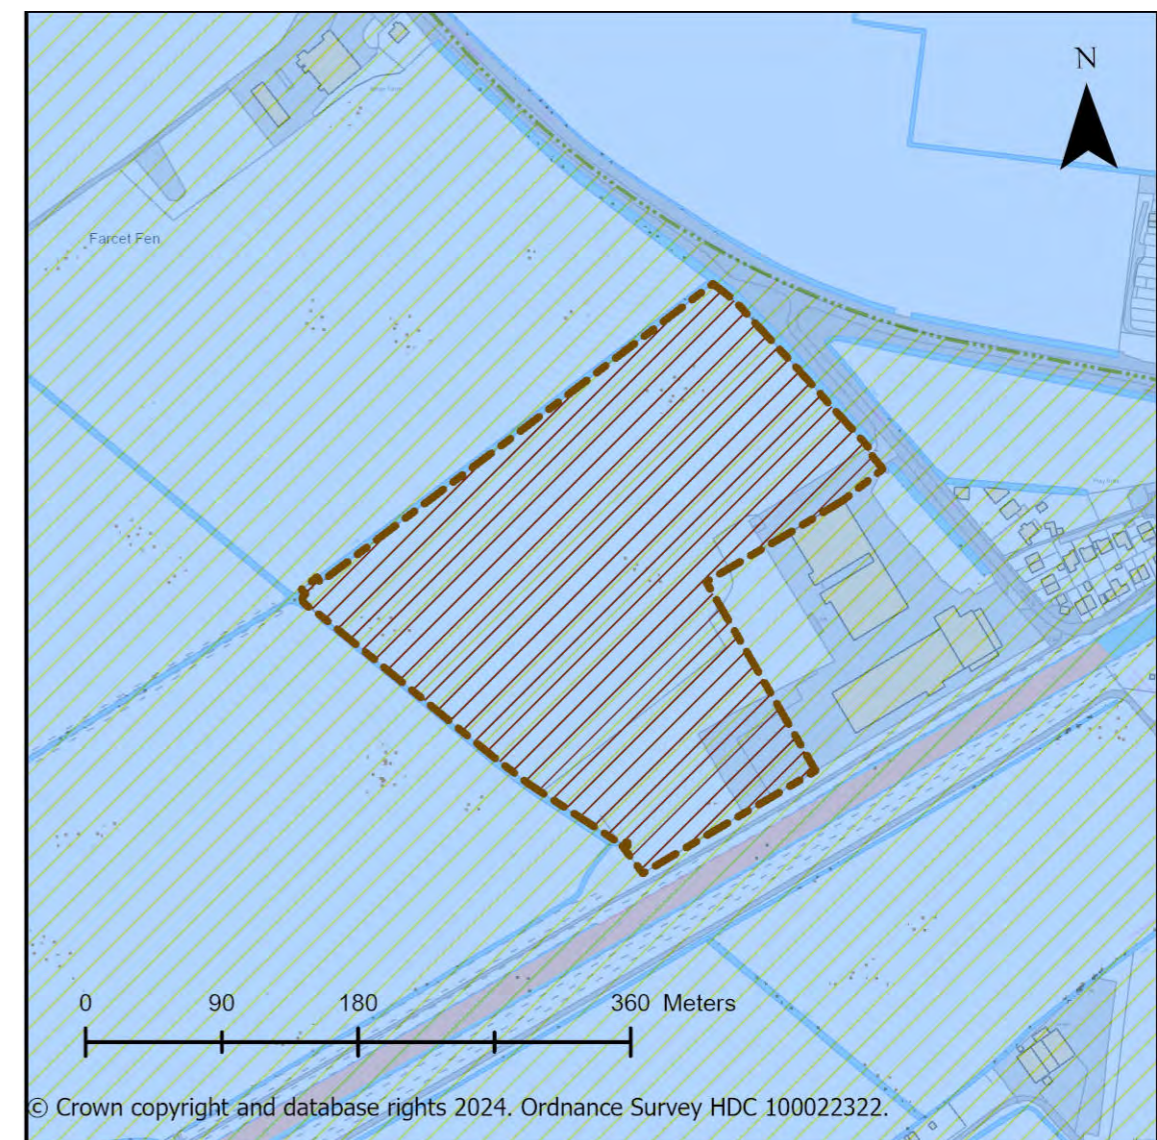 N
Farcet Fen
0 90 180 360 Meters
© Crown copyright and database rights 2024. Ordnance Survey HDC 100022322.